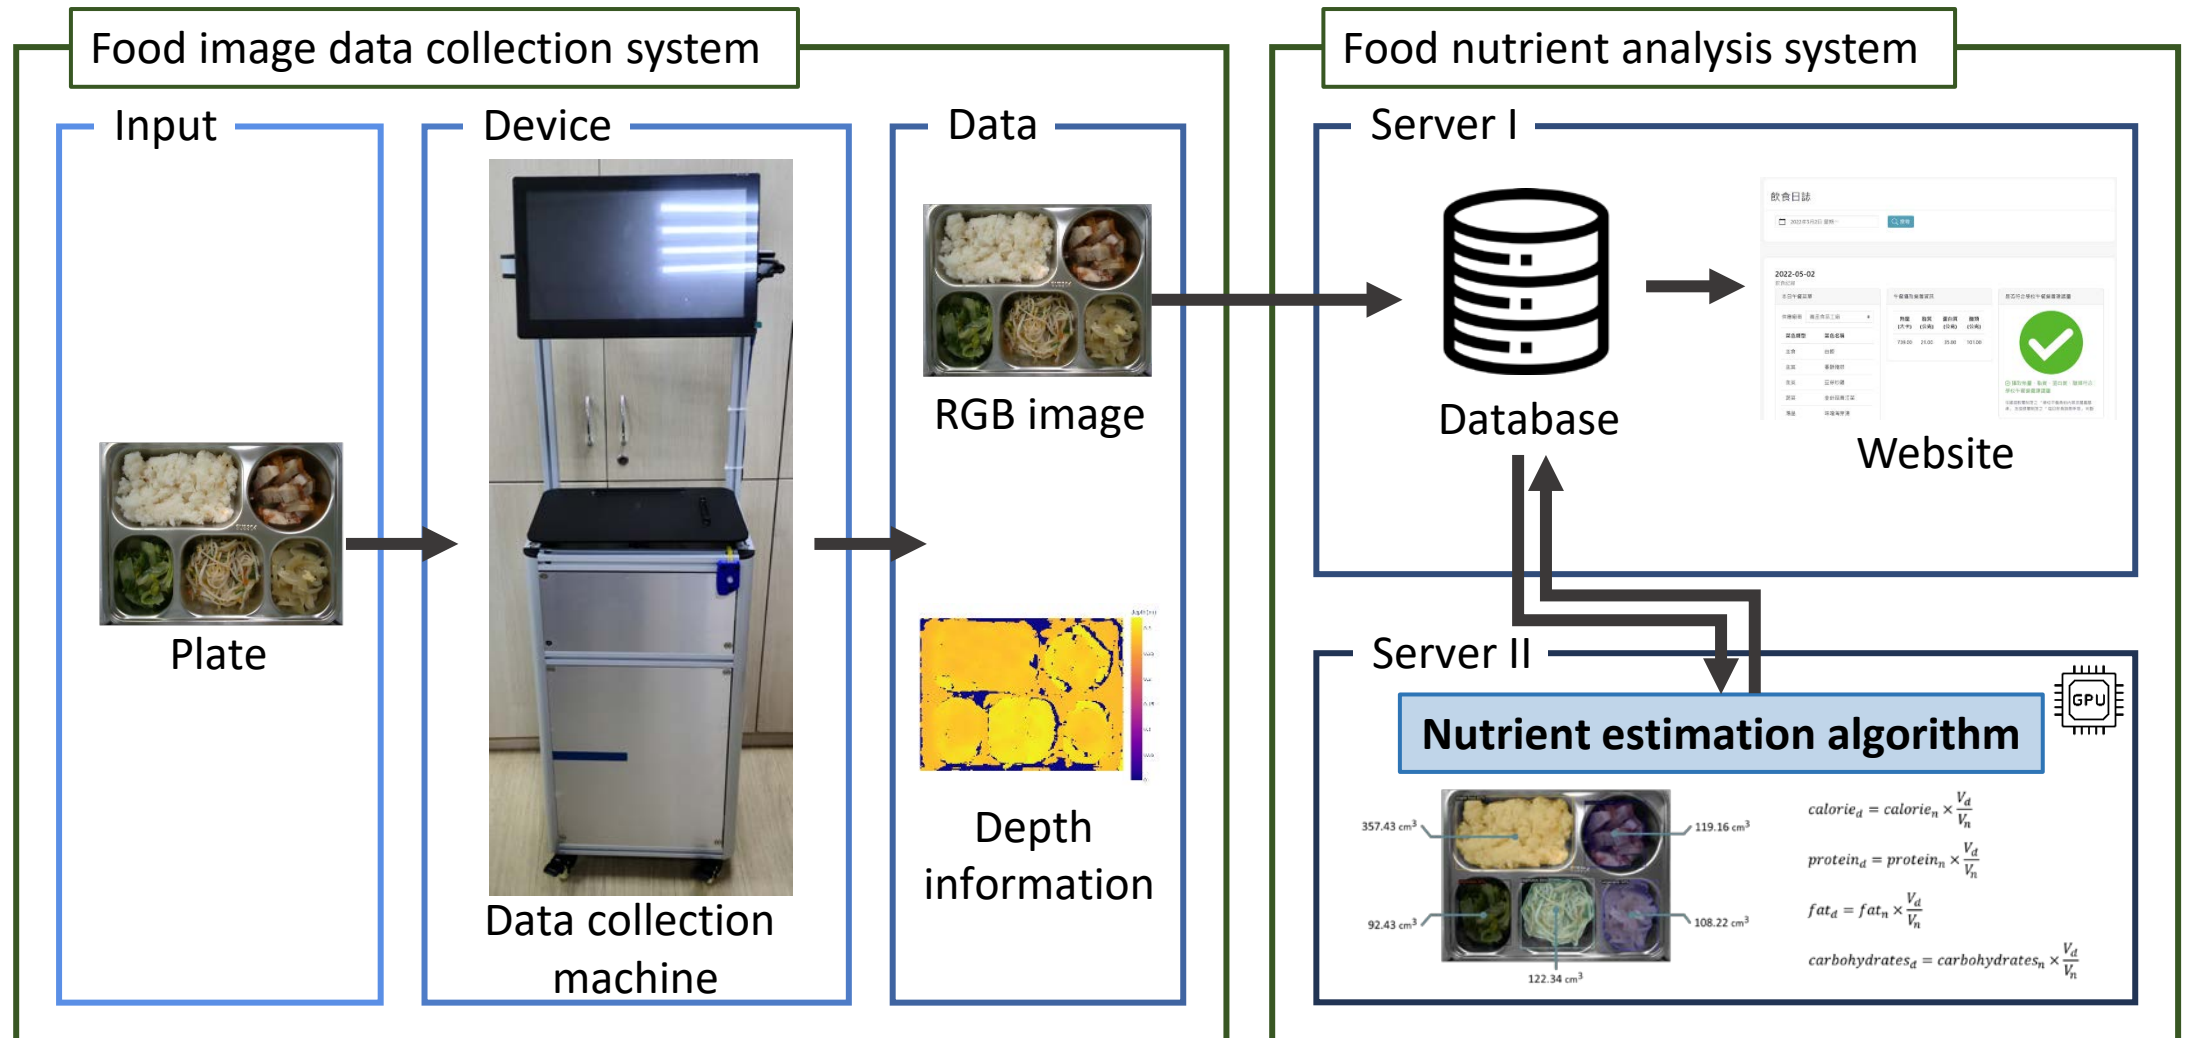 Food image data collection system
Input
Plate
Device
Data collection
machine
Data
RGB image
Depth
information
Food nutrient analysis system
Server I
Database
飲食日誌
2022-05-02
Website
Server II
GPU
Nutrient estimation algorithm
357.43 cm³
119.16 cm³
92.43 cm³
108.22 cm³
122.34 cm³
calorie_d = calorie_n × V_d/V_n
protein_d = protein_n × V_d/V_n
fat_d = fat_n × V_d/V_n
carbohydrates_d = carbohydrates_n × V_d/V_n